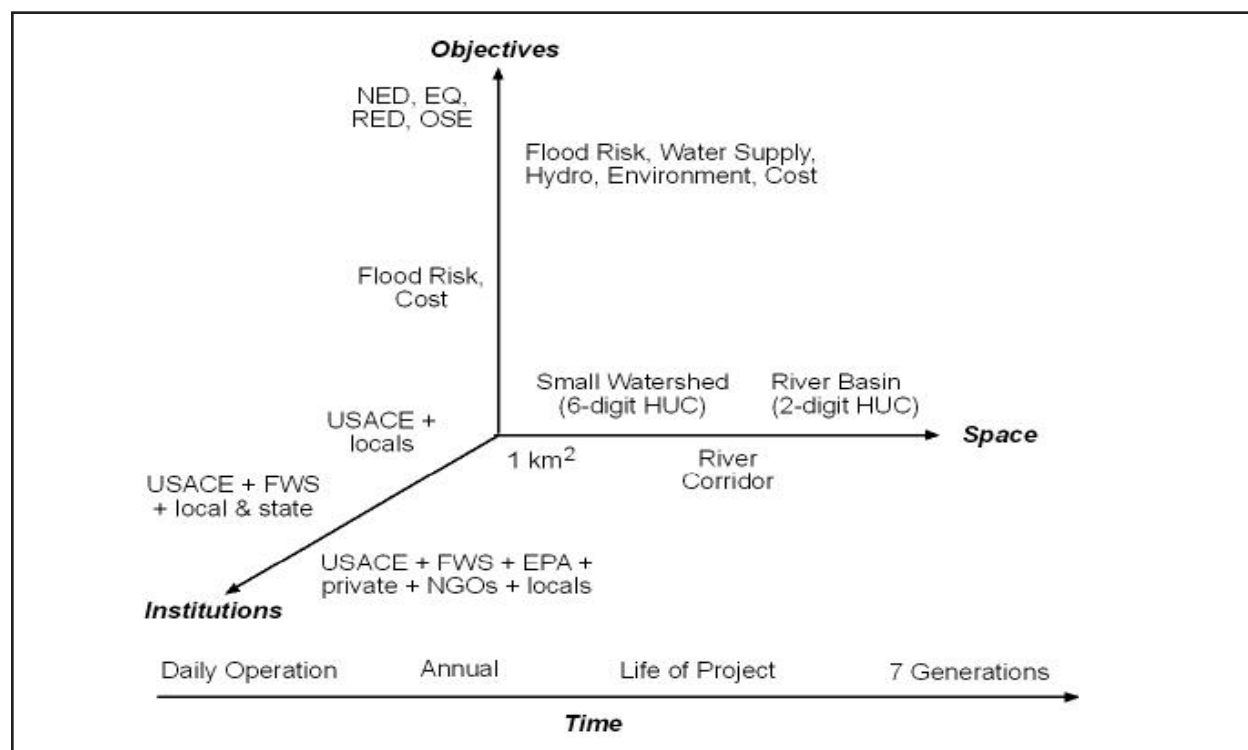 Objectives
NED, EQ,
RED, OSE
Flood Risk, Water Supply,
Hydro, Environment, Cost
Flood Risk,
Cost
Small Watershed
(6-digit HUC)
River Basin
(2-digit HUC)
USACE +
locals
Space
1 km²
River
Corridor
USACE + FWS
+ local & state
USACE + FWS + EPA +
private + NGOs + locals
Institutions
Daily Operation
Annual
Life of Project
7 Generations
Time